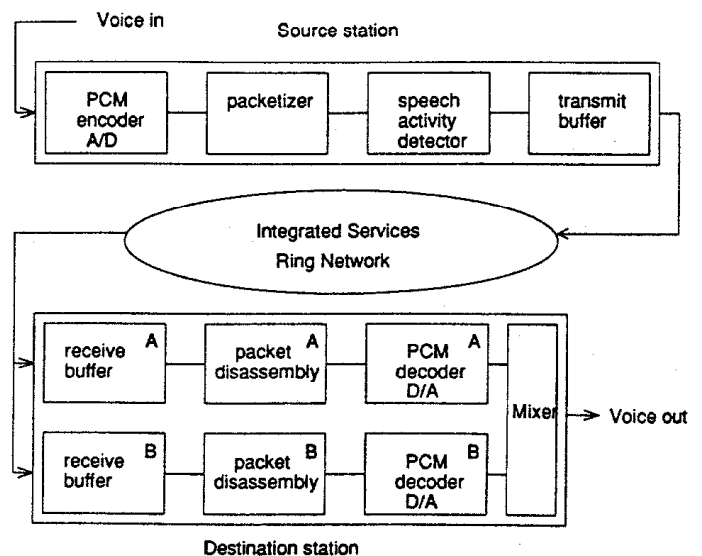 Voice in
Source station
PCM
encoder
A/D
packetizer
speech
activity
detector
transmit
buffer
Integrated Services
Ring Network
receive
buffer
A
packet
disassembly
A
PCM
decoder
D/A
A
Mixer
Voice out
receive
buffer
B
packet
disassembly
B
PCM
decoder
D/A
B
Destination station